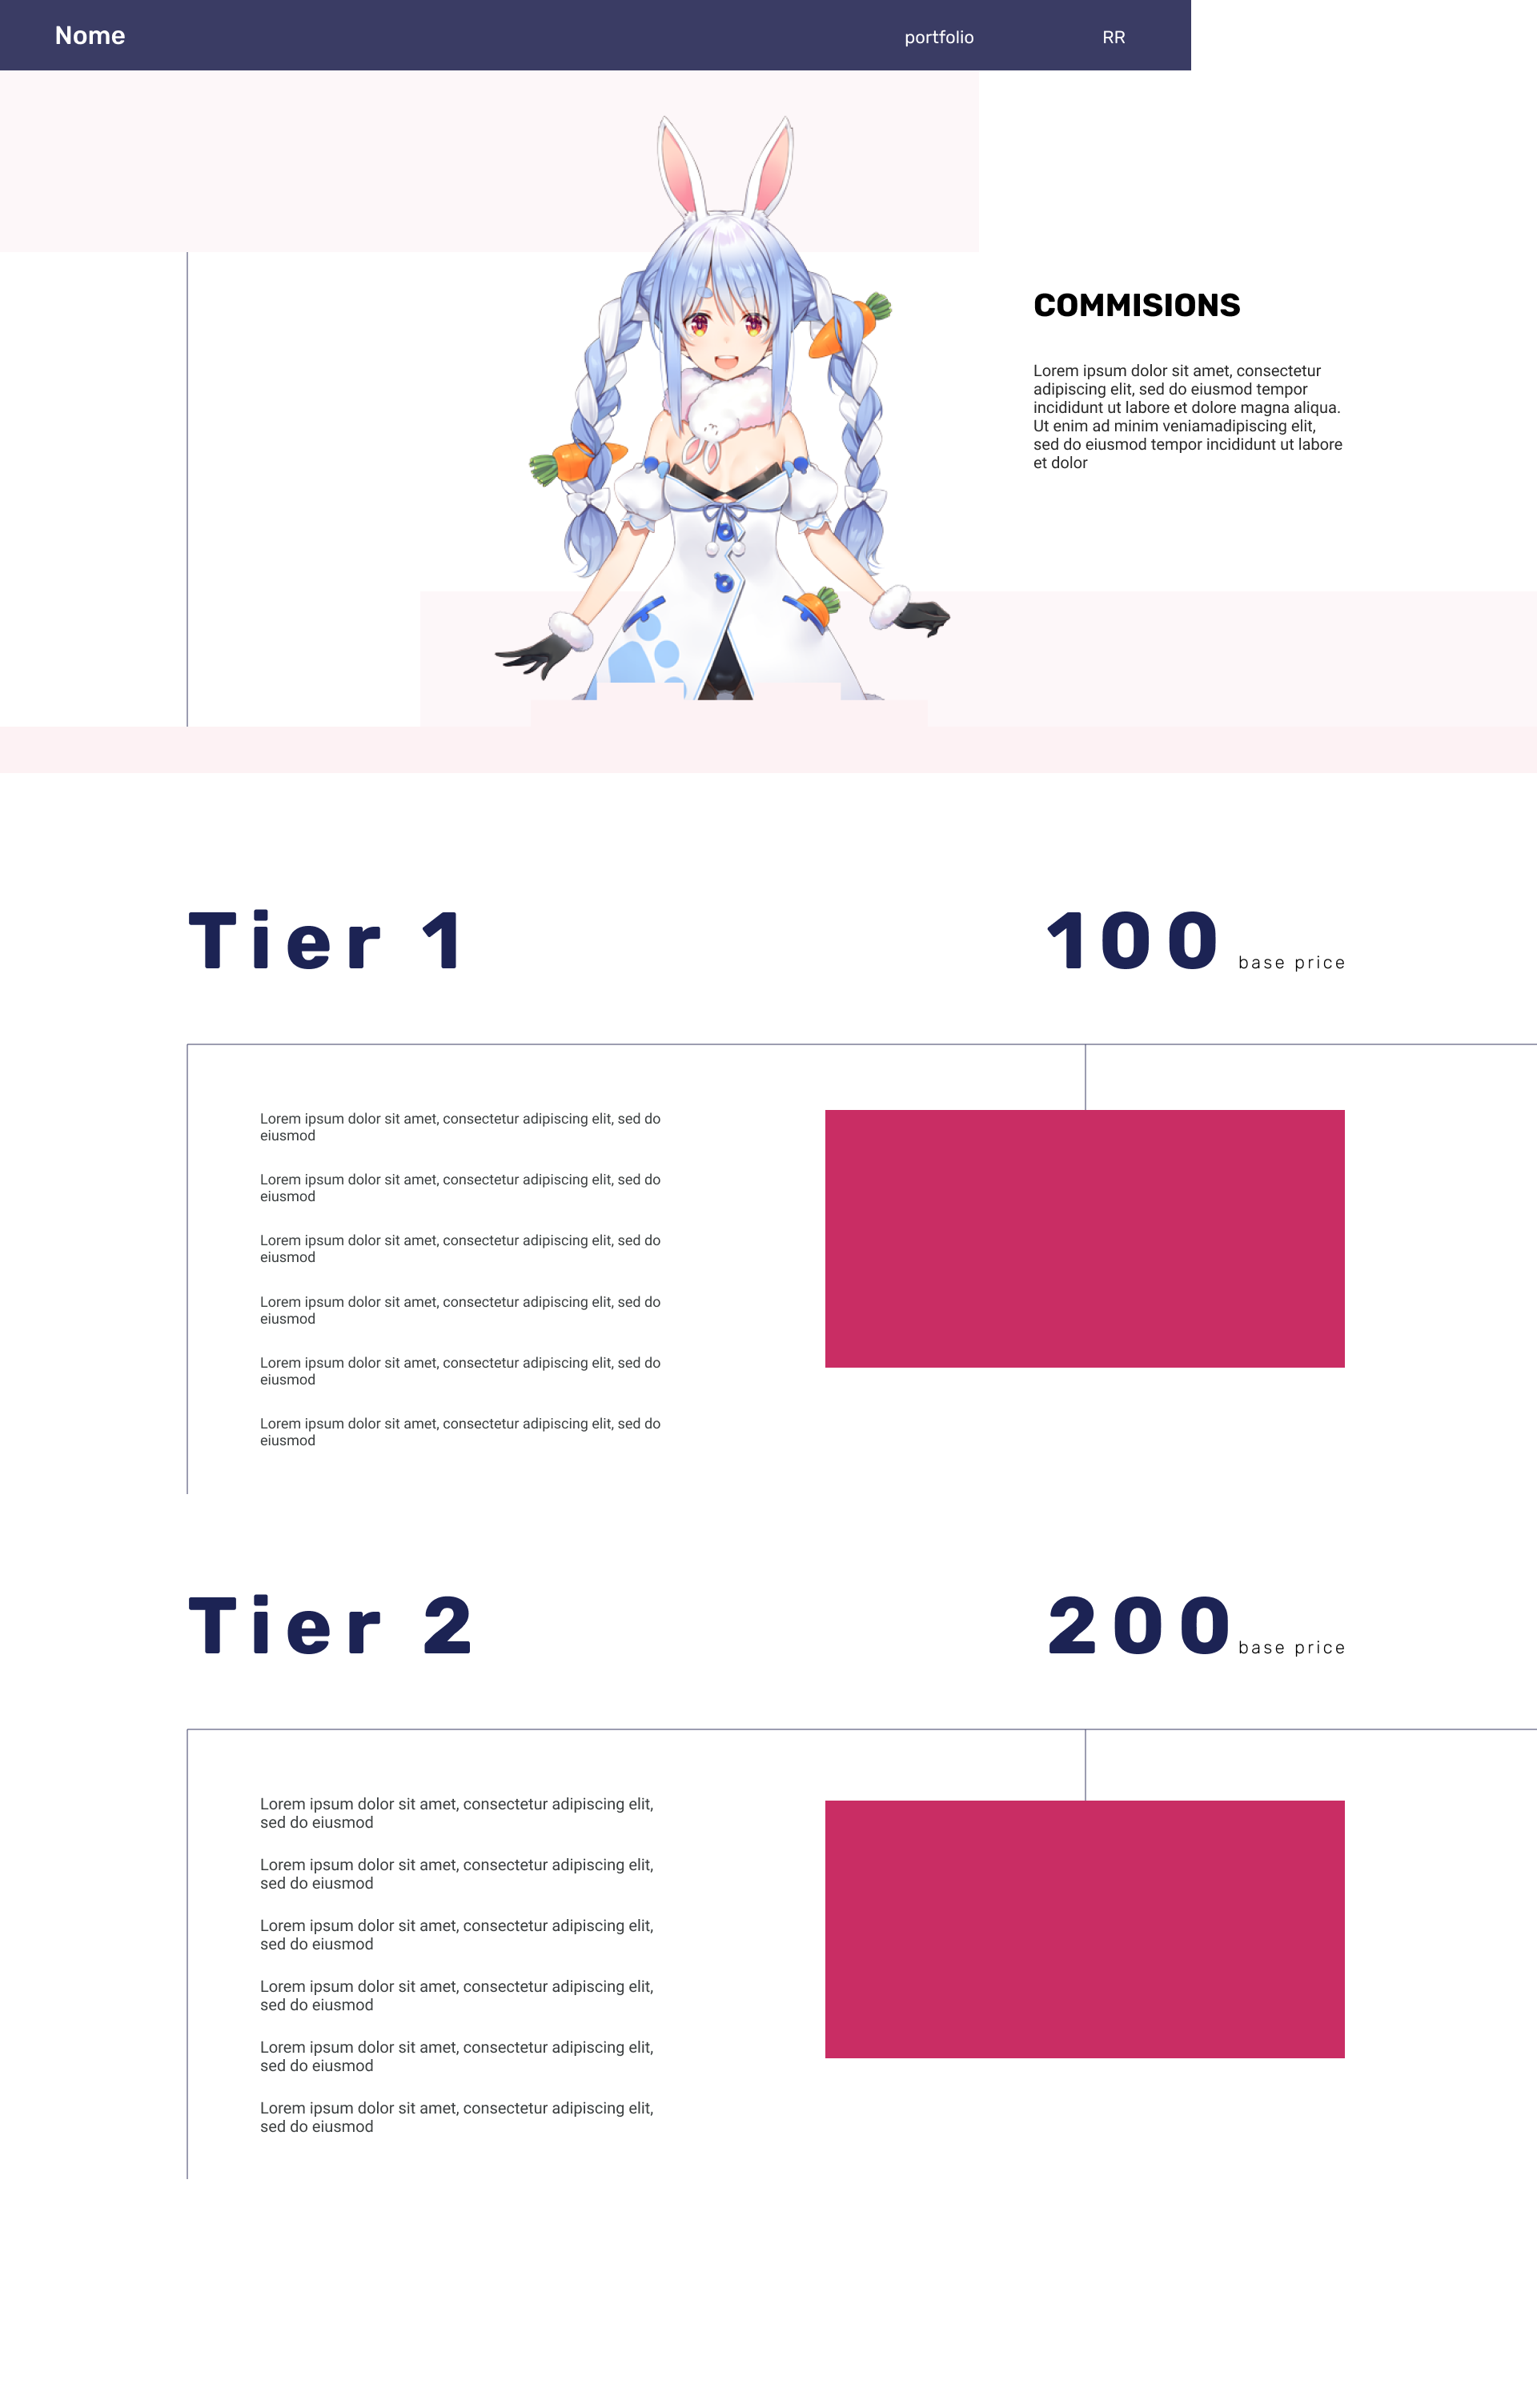 Nome
portfolio
RR
COMMISIONS
Lorem ipsum dolor sit amet, consectetur
adipiscing elit, sed do eiusmod tempor
incididunt ut labore et dolore magna aliqua.
Ut enim ad minim veniamadipiscing elit,
sed do eiusmod tempor incididunt ut labore
et dolor
Tier 1
100 base price
Lorem ipsum dolor sit amet, consectetur adipiscing elit, sed do
eiusmod
Lorem ipsum dolor sit amet, consectetur adipiscing elit, sed do
eiusmod
Lorem ipsum dolor sit amet, consectetur adipiscing elit, sed do
eiusmod
Lorem ipsum dolor sit amet, consectetur adipiscing elit, sed do
eiusmod
Lorem ipsum dolor sit amet, consectetur adipiscing elit, sed do
eiusmod
Lorem ipsum dolor sit amet, consectetur adipiscing elit, sed do
eiusmod
Tier 2
200 base price
Lorem ipsum dolor sit amet, consectetur adipiscing elit,
sed do eiusmod
Lorem ipsum dolor sit amet, consectetur adipiscing elit,
sed do eiusmod
Lorem ipsum dolor sit amet, consectetur adipiscing elit,
sed do eiusmod
Lorem ipsum dolor sit amet, consectetur adipiscing elit,
sed do eiusmod
Lorem ipsum dolor sit amet, consectetur adipiscing elit,
sed do eiusmod
Lorem ipsum dolor sit amet, consectetur adipiscing elit,
sed do eiusmod